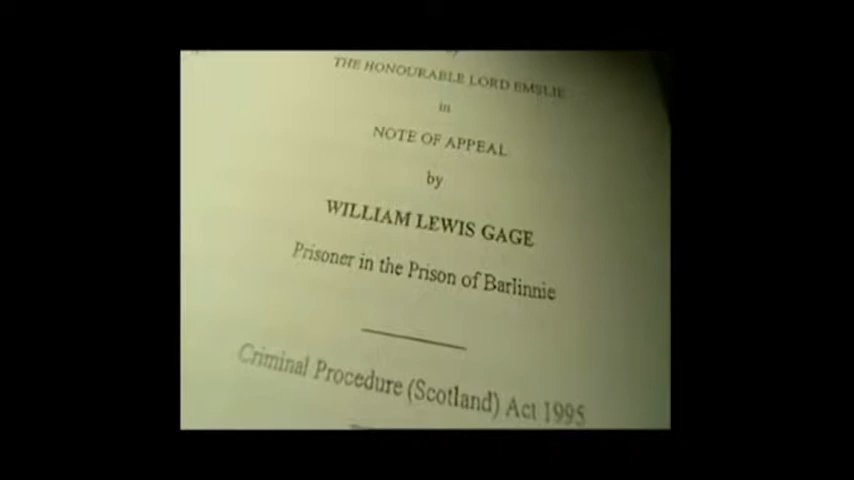 THE HONOURABLE LORD EMSLIE
in
NOTE OF APPEAL
by
WILLIAM LEWIS GAGE
Prisoner in the Prison of Barlinnie
Criminal Procedure (Scotland) Act 1995